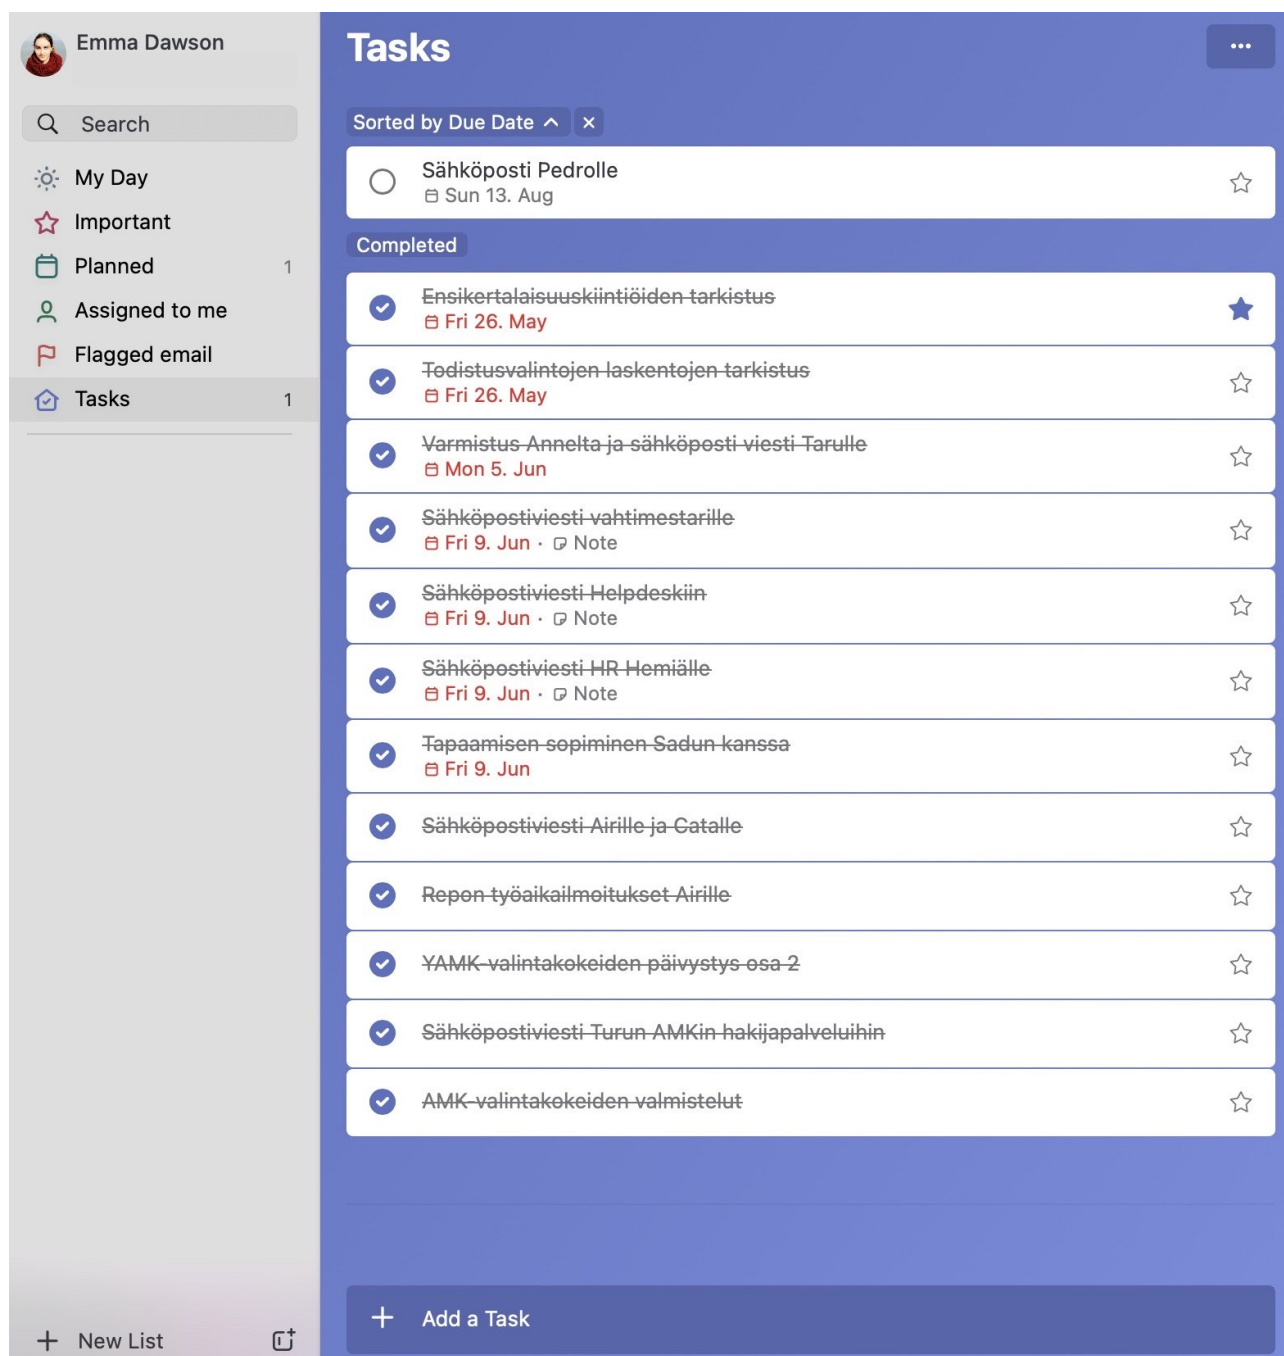 Emma Dawson
Search
My Day
Important
Planned 1
Assigned to me
Flagged email
Tasks 1
New List
Tasks
Sorted by Due Date
Sähköposti Pedrolle
Sun 13. Aug
Completed
Ensikertalaisuuskiintiöiden tarkistus
Fri 26. May
Todistusvalintojen laskentojen tarkistus
Fri 26. May
Varmistus Annelta ja sähköposti viesti Tarulle
Mon 5. Jun
Sähköpostiviesti vahtimestarille
Fri 9. Jun · Note
Sähköpostiviesti Helpdeskiin
Fri 9. Jun · Note
Sähköpostiviesti HR Hemiälle
Fri 9. Jun · Note
Tapaamisen sopiminen Sadun kanssa
Fri 9. Jun
Sähköpostiviesti Airille ja Catalle
Repon työaikailmoitukset Airille
YAMK-valintakokeiden päivystys osa 2
Sähköpostiviesti Turun AMKin hakijapalveluihin
AMK-valintakokeiden valmistelut
Add a Task